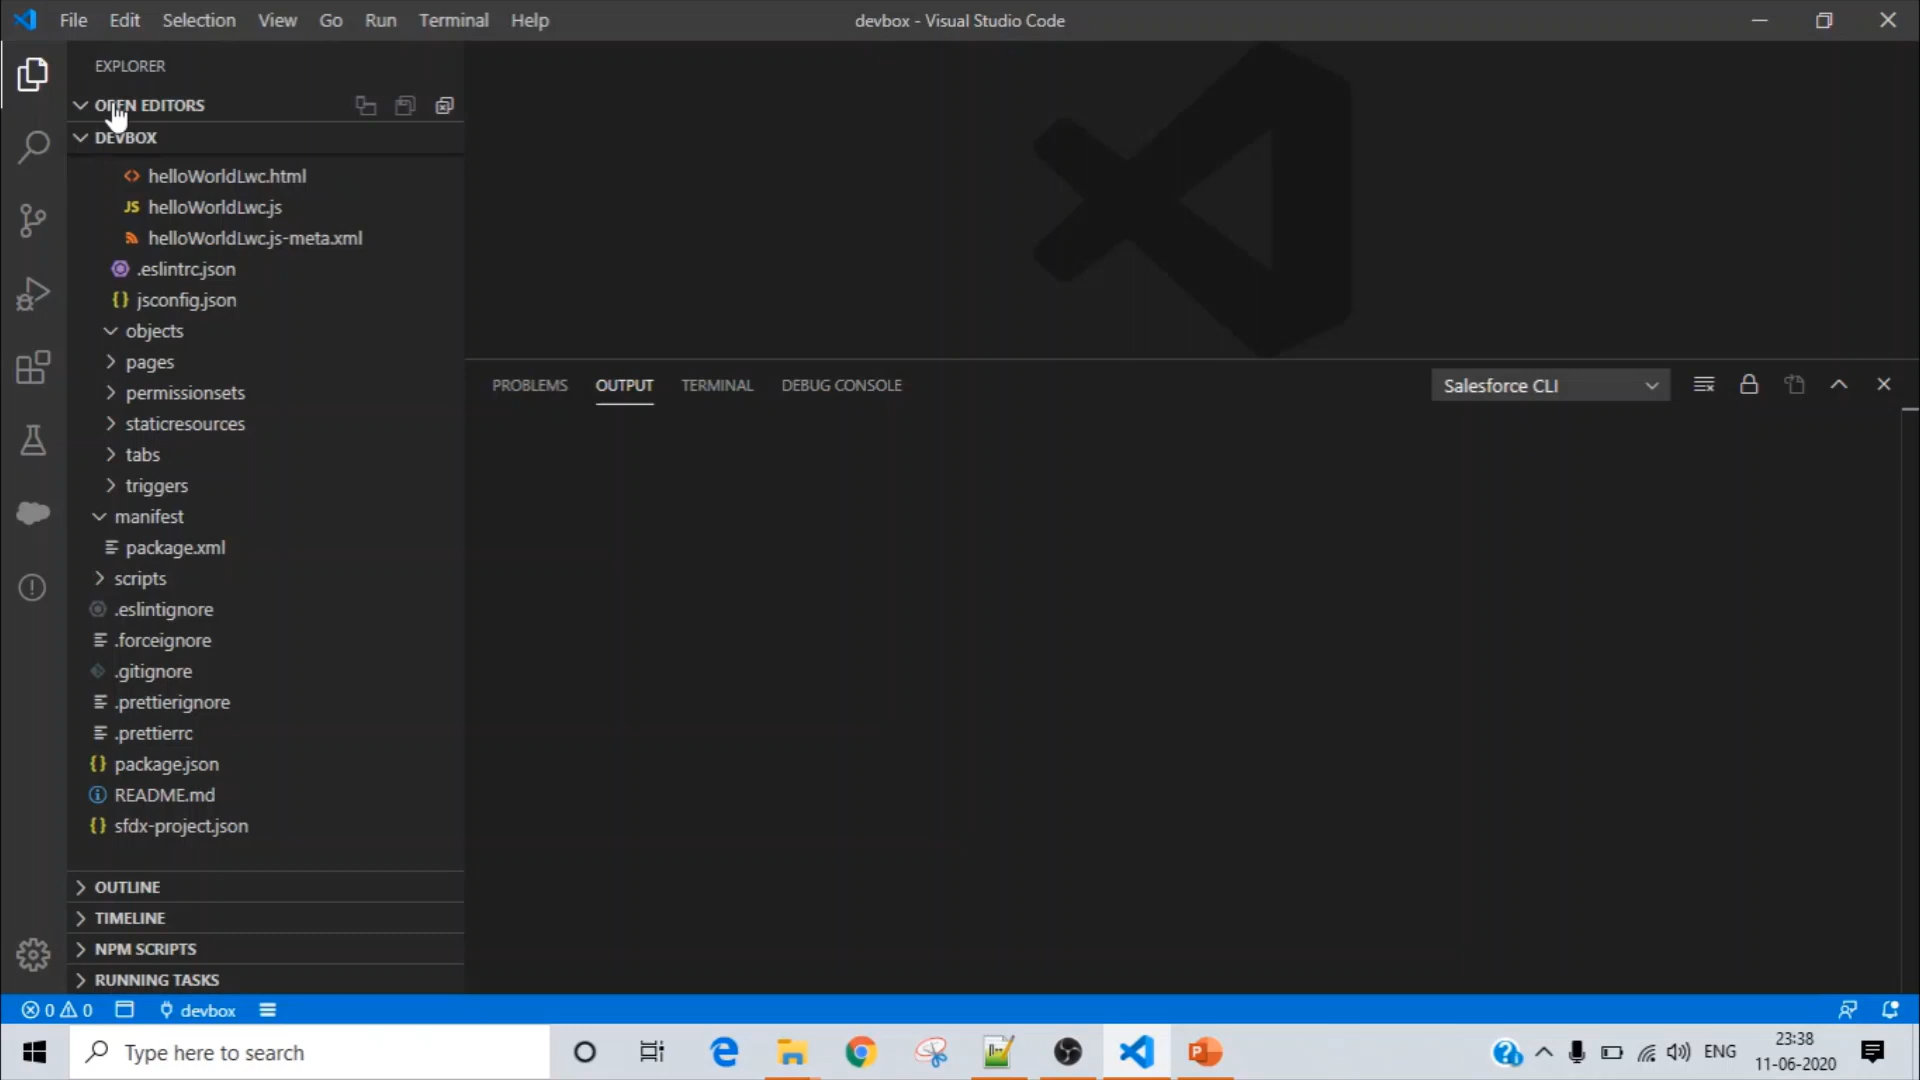 File Edit Selection View Go Run Terminal Help
devbox - Visual Studio Code
EXPLORER
OPEN EDITORS
DEVBOX
helloWorldLwc.html
JS helloWorldLwc.js
helloWorldLwc.js-meta.xml
.eslintrc.json
{} jsconfig.json
objects
pages
permissionsets
staticresources
tabs
triggers
manifest
package.xml
scripts
.eslintignore
.forceignore
.gitignore
.prettierignore
.prettierrc
{} package.json
README.md
{} sfdx-project.json
OUTLINE
TIMELINE
NPM SCRIPTS
RUNNING TASKS
PROBLEMS OUTPUT TERMINAL DEBUG CONSOLE
Salesforce CLI
0 0 devbox
Type here to search
ENG
23:38
11-06-2020